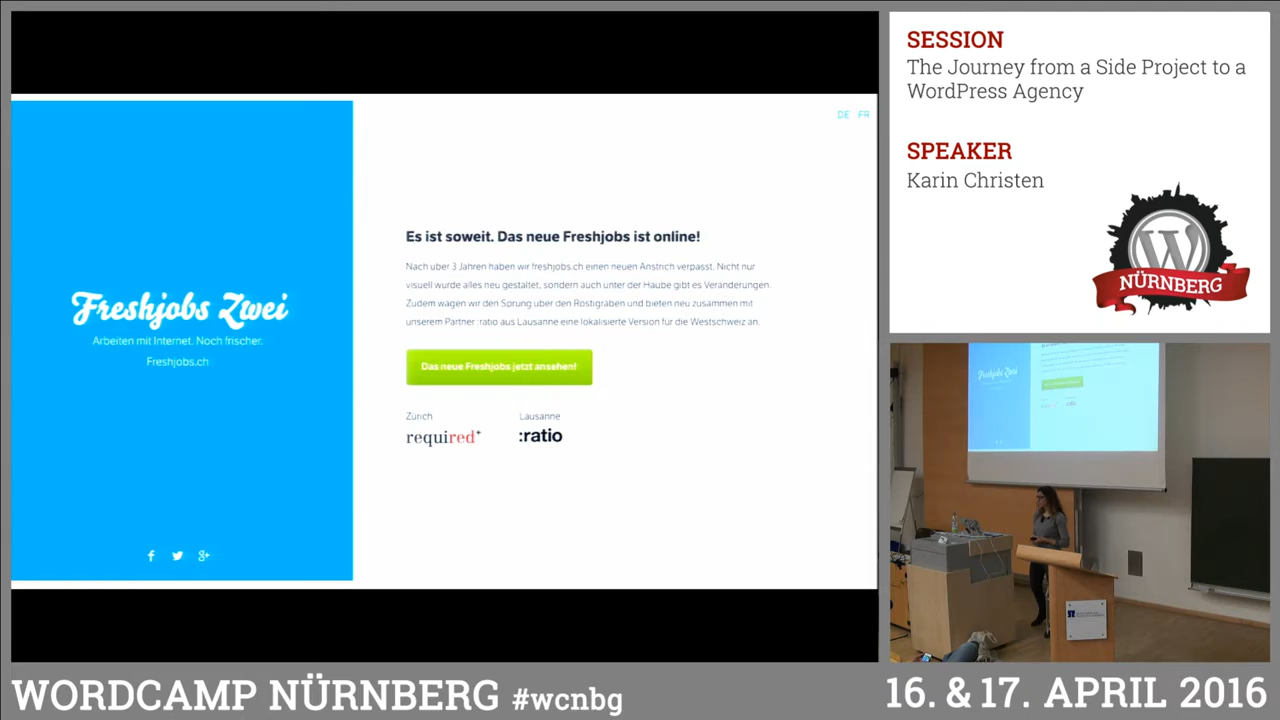 DE FR
Freshjobs Zwei
Arbeiten mit Internet. Noch frischer.
Freshjobs.ch
Es ist soweit. Das neue Freshjobs ist online!
Nach über 3 Jahren haben wir freshjobs.ch einen neuen Anstrich verpasst. Nicht nur
visuell wurde alles neu gestaltet, sondern auch unter der Haube gibt es Veränderungen.
Zudem wagen wir den Sprung über den Röstigraben und bieten neu zusammen mit
unserem Partner :ratio aus Lausanne eine lokalisierte Version für die Westschweiz an.
Das neue Freshjobs jetzt ansehen!
Zürich Lausanne
required+ :ratio
SESSION
The Journey from a Side Project to a
WordPress Agency
SPEAKER
Karin Christen
W
NÜRNBERG
WORDCAMP NÜRNBERG #wcnbg
16. & 17. APRIL 2016